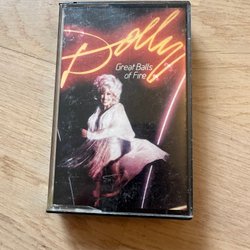 Dolly
Great Balls
of Fire